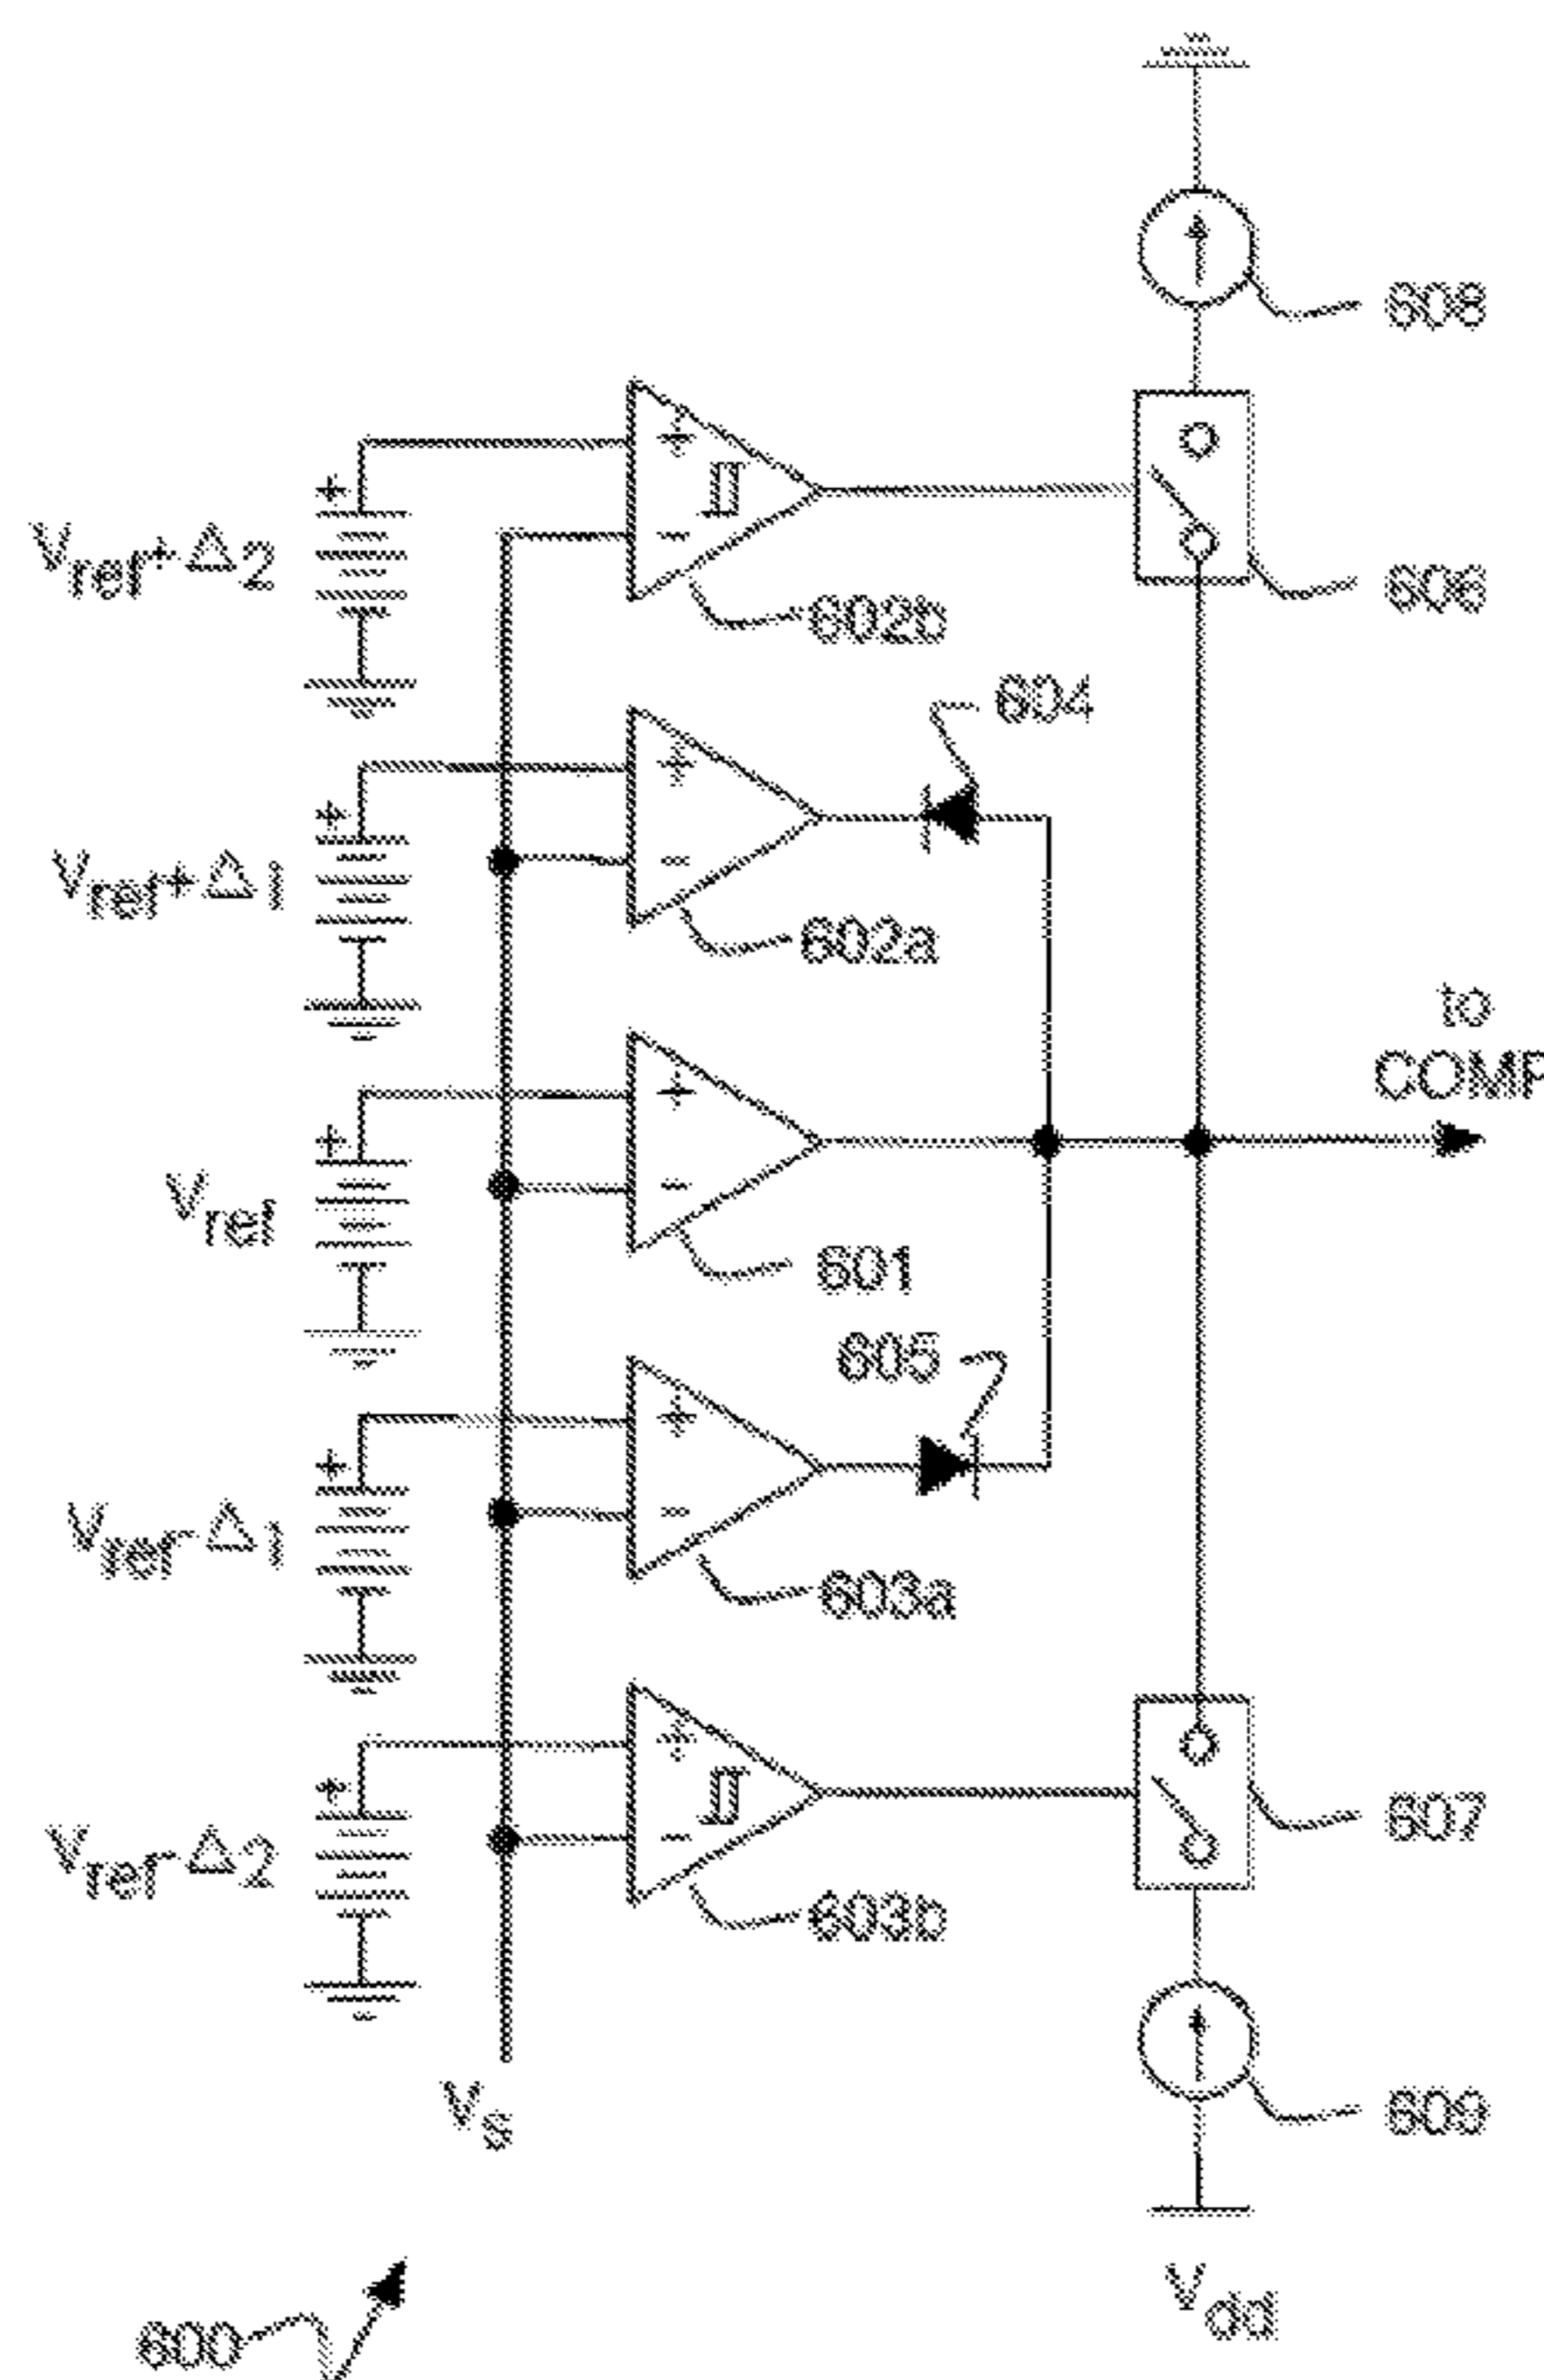 608
+
-
Vref+Δ2
+
606
602b
604
+
-
Vref+Δ1
+
602a
to
COMP
+
-
Vref
+
601
605
+
-
Vref-Δ1
+
603a
+
-
Vref-Δ2
+
607
603b
Vs
609
Vdd
600